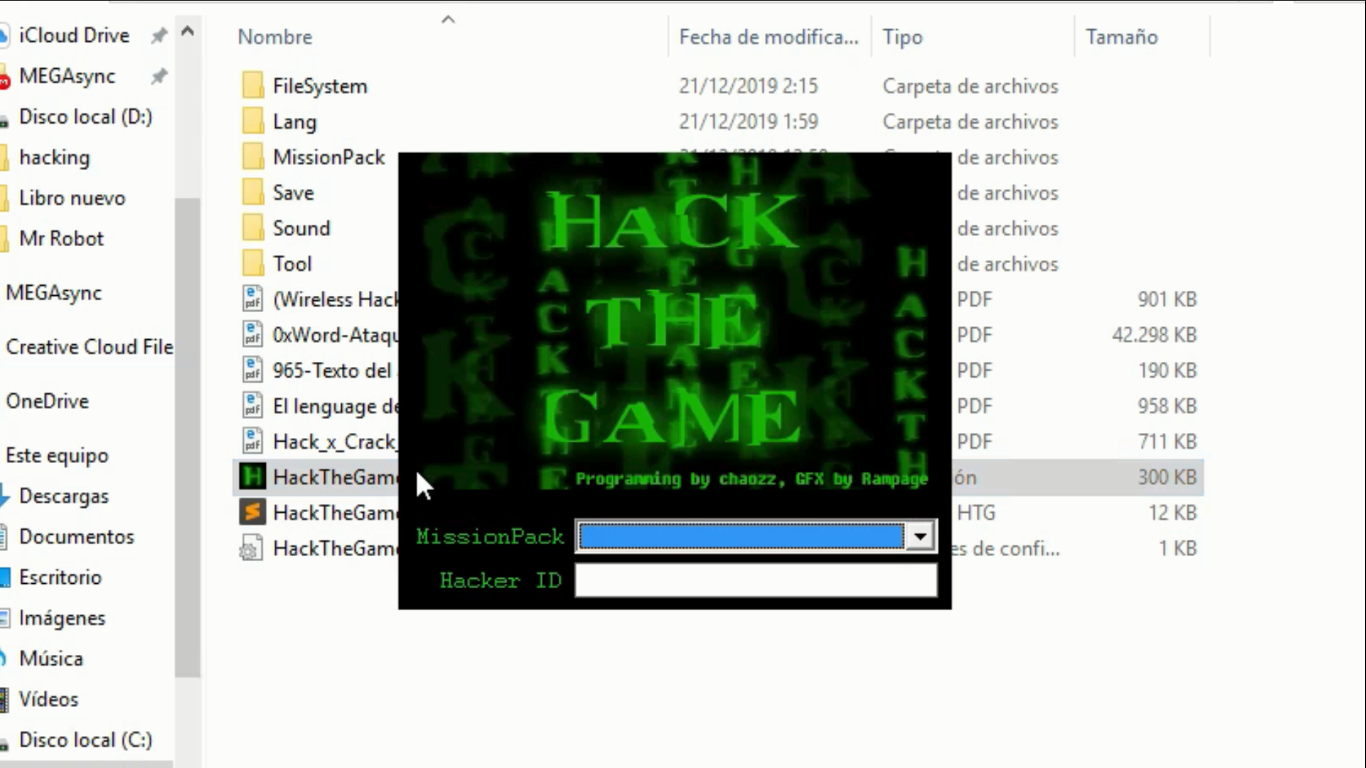 iCloud Drive
MEGAsync
Disco local (D:)
hacking
Libro nuevo
Mr Robot
MEGAsync
Creative Cloud File
OneDrive
Este equipo
Descargas
Documentos
Escritorio
Imágenes
Música
Vídeos
Disco local (C:)
Nombre Fecha de modifica... Tipo Tamaño
FileSystem 21/12/2019 2:15 Carpeta de archivos
Lang 21/12/2019 1:59 Carpeta de archivos
MissionPack Carpeta de archivos
Save de archivos
Sound de archivos
Tool de archivos
(Wireless Hack PDF 901 KB
0xWord-Ataqu PDF 42.298 KB
965-Texto del PDF 190 KB
El lenguage de PDF 958 KB
Hack_x_Crack_ PDF 711 KB
HackTheGame ón 300 KB
HackTheGame HTG 12 KB
HackTheGame es de confi... 1 KB
HACK
THE
GAME
Programming by chaozz, GFX by Rampage
MissionPack
Hacker ID